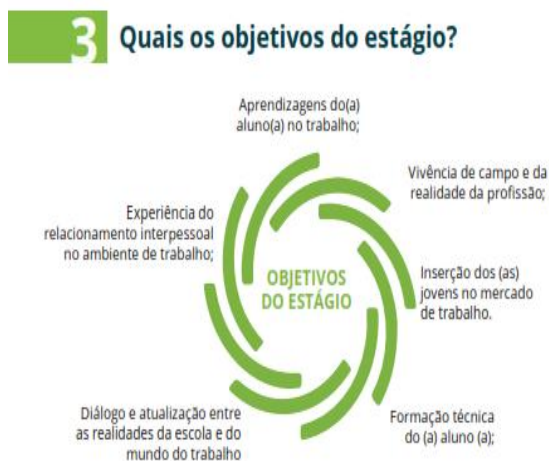 3 Quais os objetivos do estágio?
Aprendizagens do(a)
aluno(a) no trabalho;
Vivência de campo e da
realidade da profissão;
Experiência do
relacionamento interpessoal
no ambiente de trabalho;
OBJETIVOS
DO ESTÁGIO
Inserção dos (as)
jovens no mercado
de trabalho.
Diálogo e atualização entre
as realidades da escola e do
mundo do trabalho
Formação técnica
do (a) aluno (a);